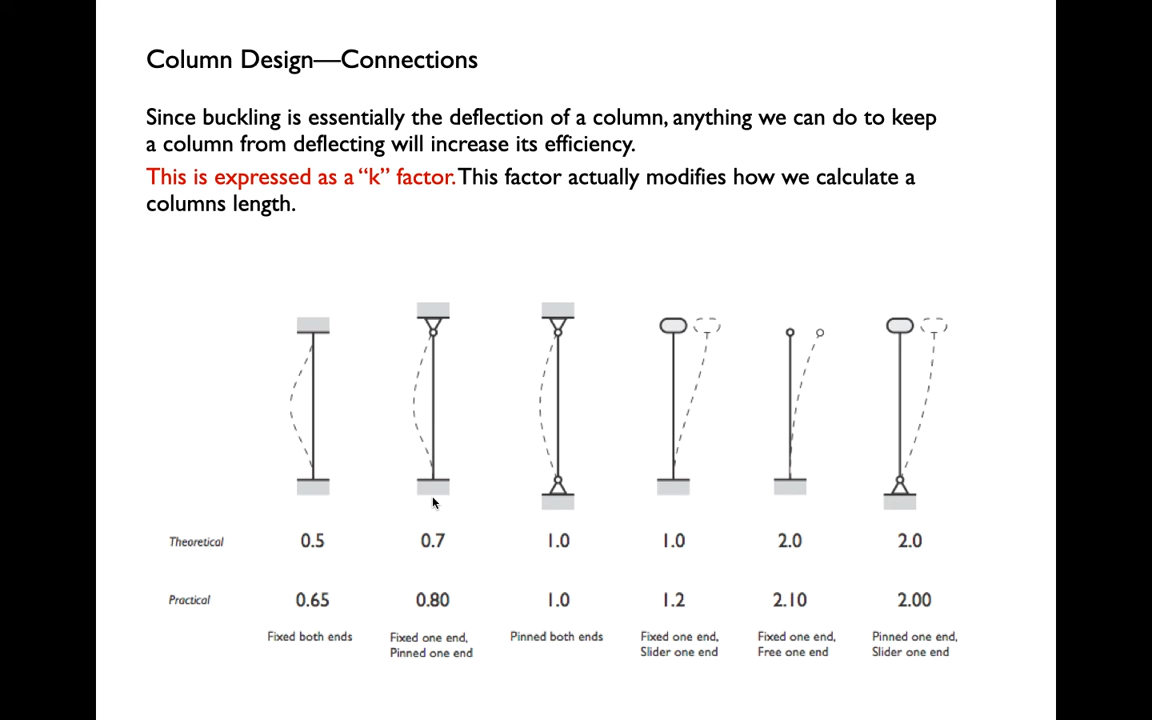 Column Design—Connections
Since buckling is essentially the deflection of a column, anything we can do to keep
a column from deflecting will increase its efficiency.
This is expressed as a “k” factor. This factor actually modifies how we calculate a
columns length.
Theoretical 0.5 0.7 1.0 1.0 2.0 2.0
Practical 0.65 0.80 1.0 1.2 2.10 2.00
Fixed both ends
Fixed one end,
Pinned one end
Pinned both ends
Fixed one end,
Slider one end
Fixed one end,
Free one end
Pinned one end,
Slider one end